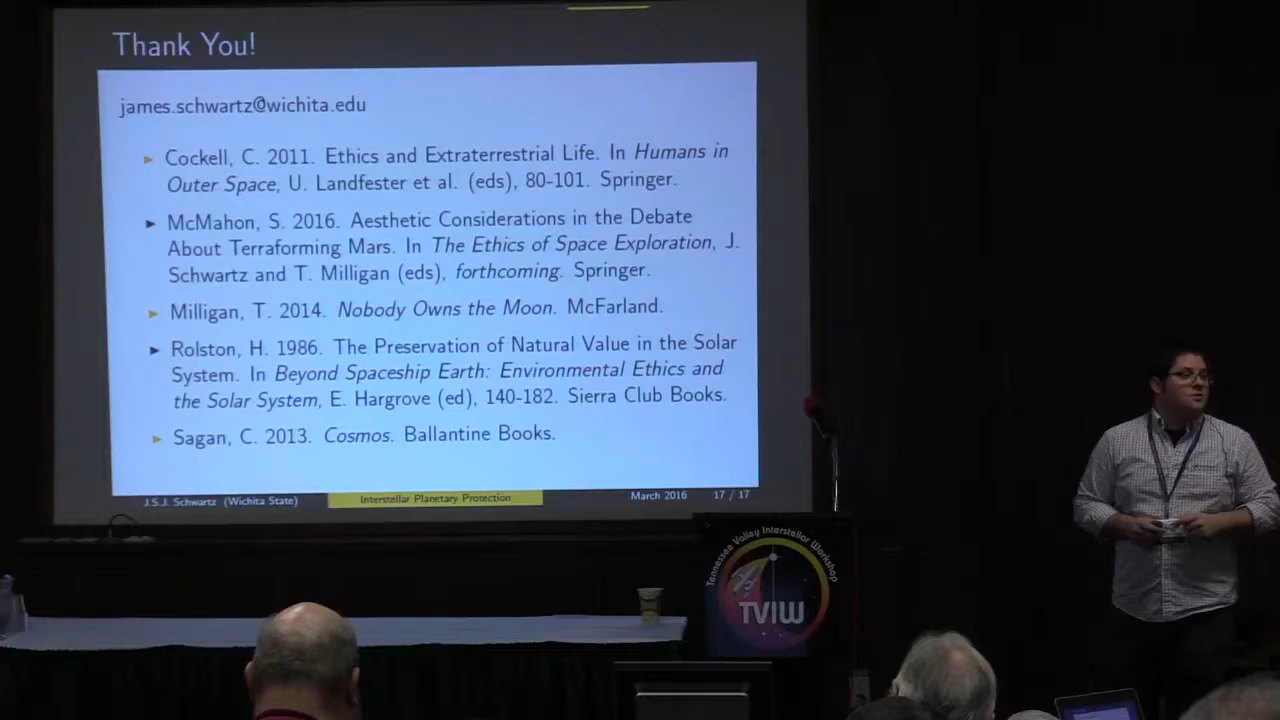 Thank You!
james.schwartz@wichita.edu
► Cockell, C. 2011. Ethics and Extraterrestrial Life. In Humans in
Outer Space, U. Landfester et al. (eds), 80-101. Springer.
► McMahon, S. 2016. Aesthetic Considerations in the Debate
About Terraforming Mars. In The Ethics of Space Exploration, J.
Schwartz and T. Milligan (eds), forthcoming. Springer.
► Milligan, T. 2014. Nobody Owns the Moon. McFarland.
► Rolston, H. 1986. The Preservation of Natural Value in the Solar
System. In Beyond Spaceship Earth: Environmental Ethics and
the Solar System, E. Hargrove (ed), 140-182. Sierra Club Books.
► Sagan, C. 2013. Cosmos. Ballantine Books.
J.S.J. Schwartz (Wichita State) Interstellar Planetary Protection March 2016 17 / 17
Tennessee Valley Interstellar Workshop
TVIW